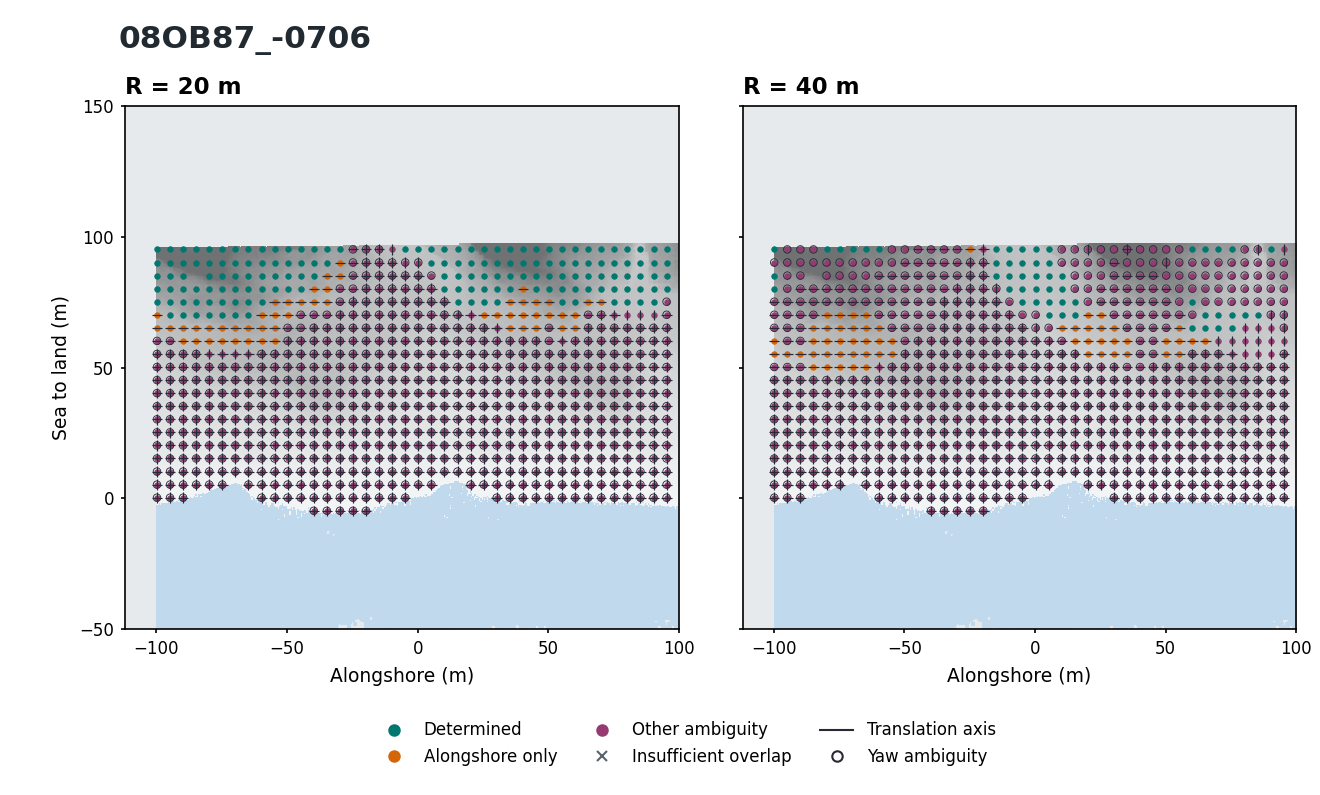 08OB87_-0706
R = 20 m
R = 40 m
150
100
50
0
−50
Sea to land (m)
−100
−50
0
50
100
−100
−50
0
50
100
Alongshore (m)
Alongshore (m)
Determined
Other ambiguity
Translation axis
Alongshore only
Insufficient overlap
Yaw ambiguity